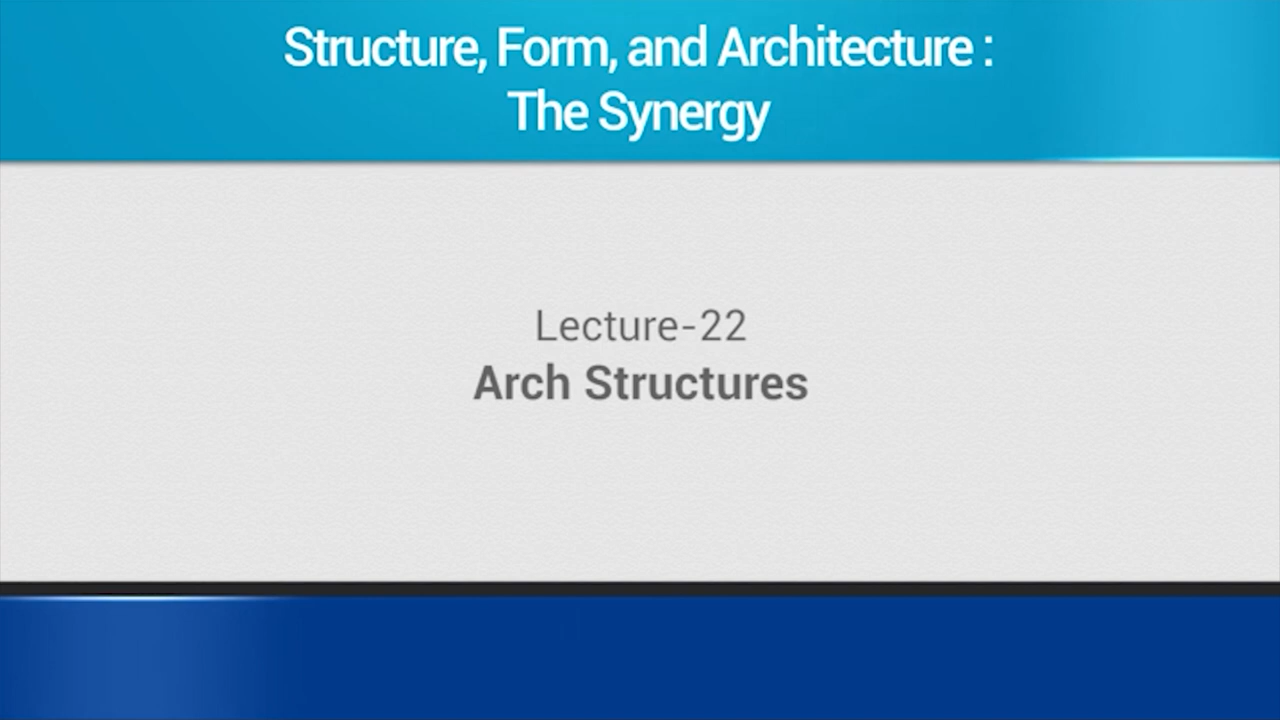 Structure, Form, and Architecture :
The Synergy
Lecture-22
Arch Structures